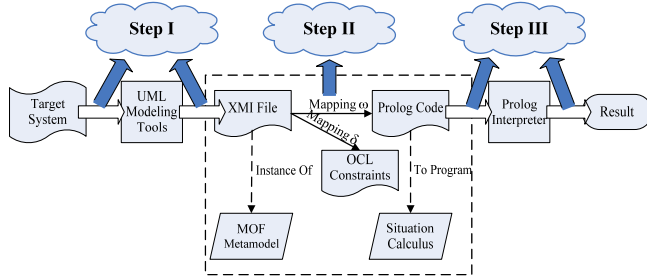 Step I
Step II
Step III
Target
System
UML
Modeling
Tools
XMI File
Mapping ω
Mapping δ
Prolog Code
Prolog
Interpreter
Result
Instance Of
OCL
Constraints
To Program
MOF
Metamodel
Situation
Calculus